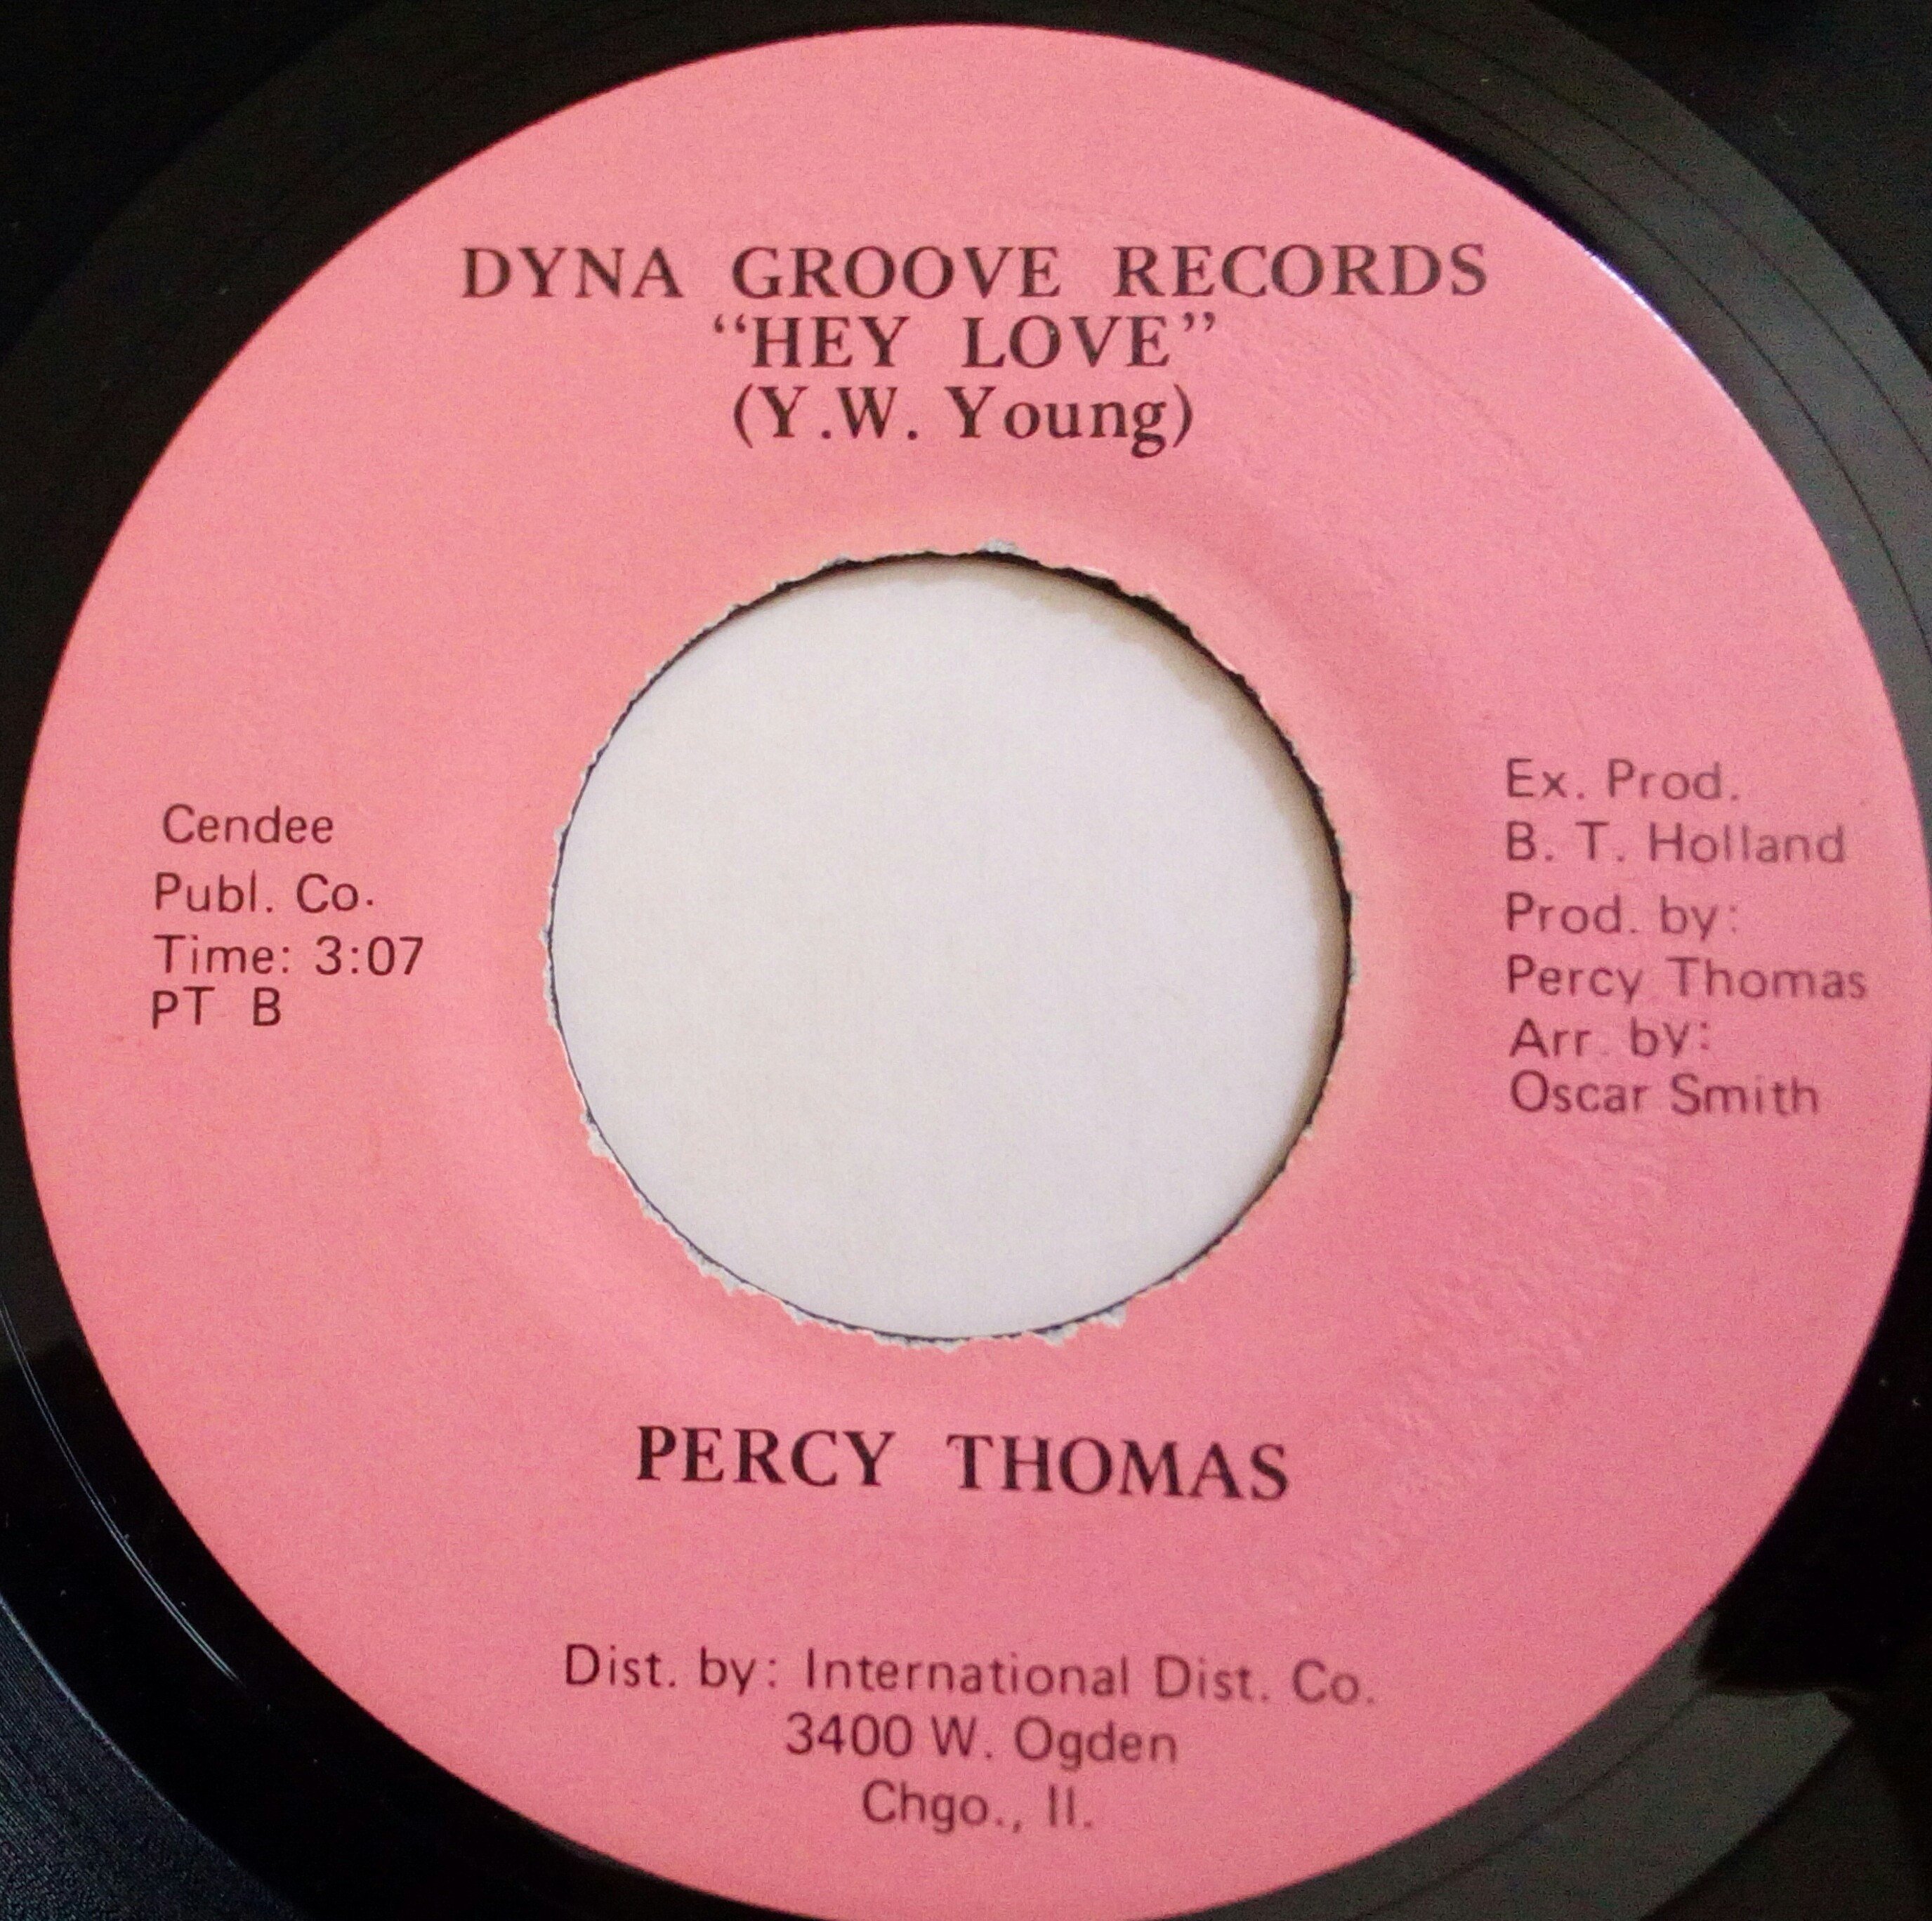 DYNA GROOVE RECORDS
“HEY LOVE”
(Y.W. Young)
Cendee
Publ. Co.
Time: 3:07
PT B
Ex. Prod.
B. T. Holland
Prod. by:
Percy Thomas
Arr. by:
Oscar Smith
PERCY THOMAS
Dist. by: International Dist. Co.
3400 W. Ogden
Chgo., Il.